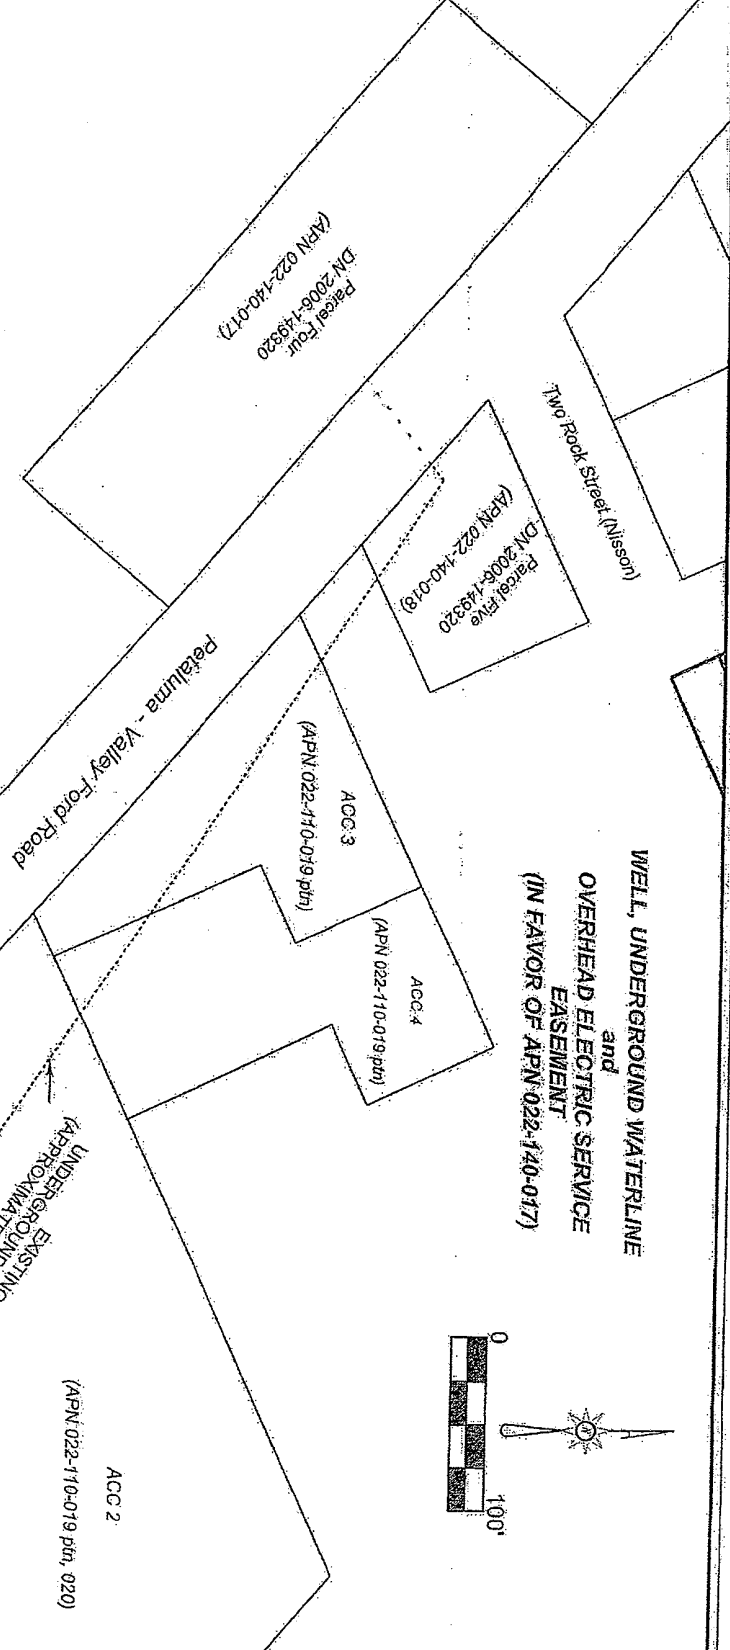 WELL, UNDERGROUND WATERLINE
and
OVERHEAD ELECTRIC SERVICE
EASEMENT
(IN FAVOR OF APN 022-140-017)
0
100'
Two Rock Street (Nisson)
Parcel Five
DN 2006-149320
(APN 022-140-018)
Parcel Four
DN 2006-149320
(APN 022-140-017)
ACC 4
(APN 022-110-019 ptn)
ACC 3
(APN 022-110-019 ptn)
Petaluma - Valley Ford Road
EXISTING
UNDERGROUND
ACC 2
(APN 022-110-019 ptn, 020)